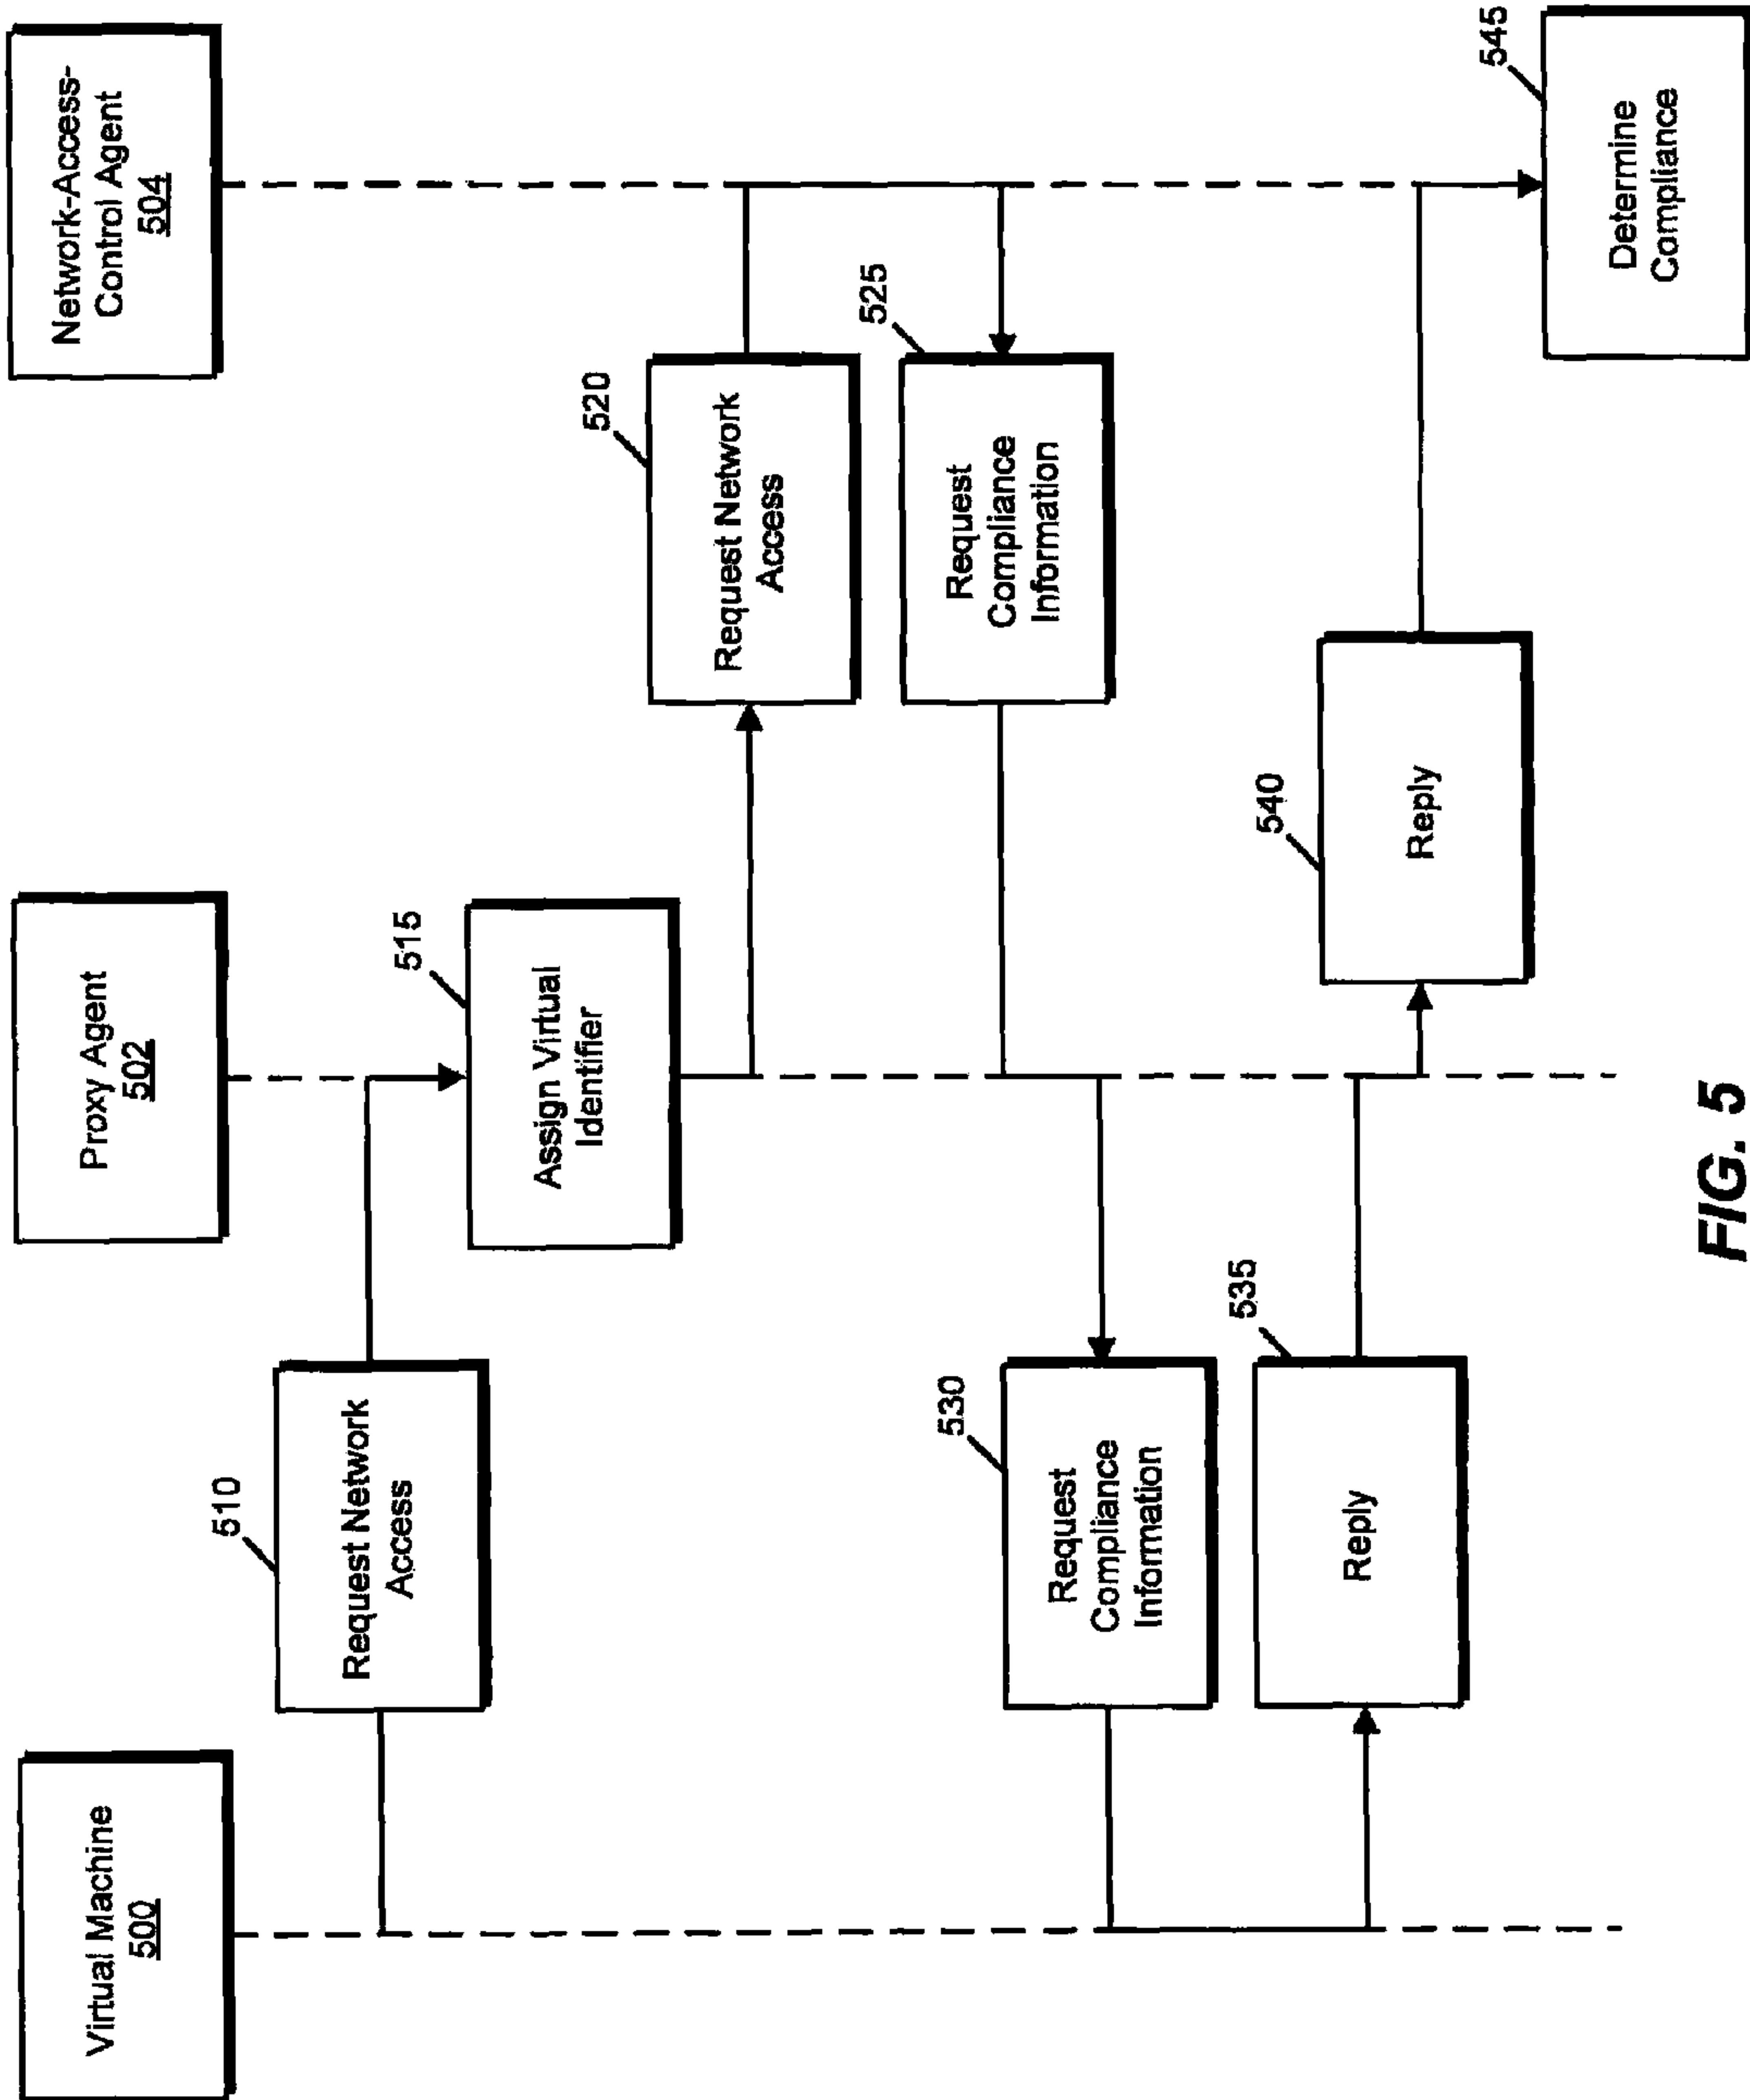 Virtual Machine
500
Proxy Agent
502
Network-Access-
Control Agent
504
510
Request Network
Access
515
Assign Virtual
Identifier
520
Request Network
Access
525
Request
Compliance
Information
530
Request
Compliance
Information
535
Reply
540
Reply
545
Determine
Compliance
FIG. 5